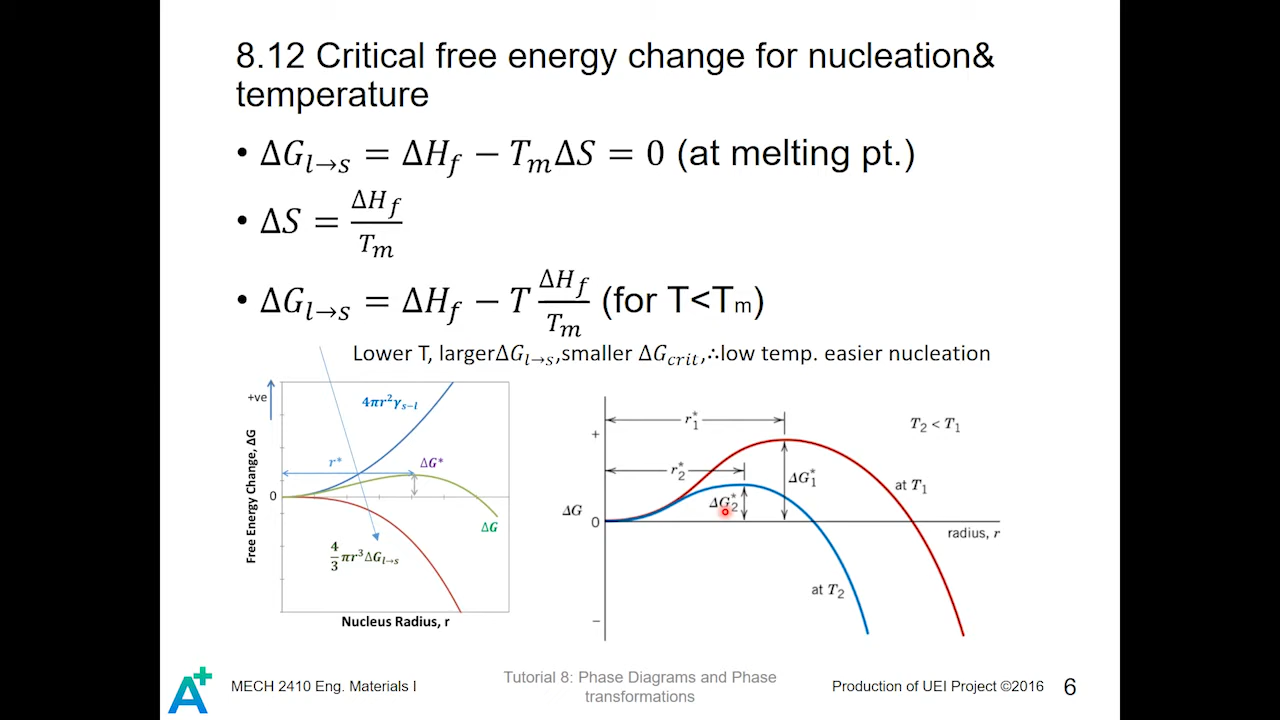 8.12 Critical free energy change for nucleation&
temperature
• ΔG_{l→s} = ΔH_f − T_mΔS = 0 (at melting pt.)
• ΔS = ΔH_f / T_m
• ΔG_{l→s} = ΔH_f − T ΔH_f / T_m (for T<T_m)
Lower T, largerΔG_{l→s},smaller ΔG_{crit},∴low temp. easier nucleation
+ve
4πr²γ_{s−l}
Free Energy Change, ΔG
r*
ΔG*
0
ΔG
4/3 πr³ΔG_{l→s}
Nucleus Radius, r
r₁*
T₂ < T₁
+
r₂*
ΔG₁*
at T₁
ΔG₂*
ΔG
0
radius, r
at T₂
−
A+
MECH 2410 Eng. Materials I
Tutorial 8: Phase Diagrams and Phase
transformations
Production of UEI Project ©2016
6